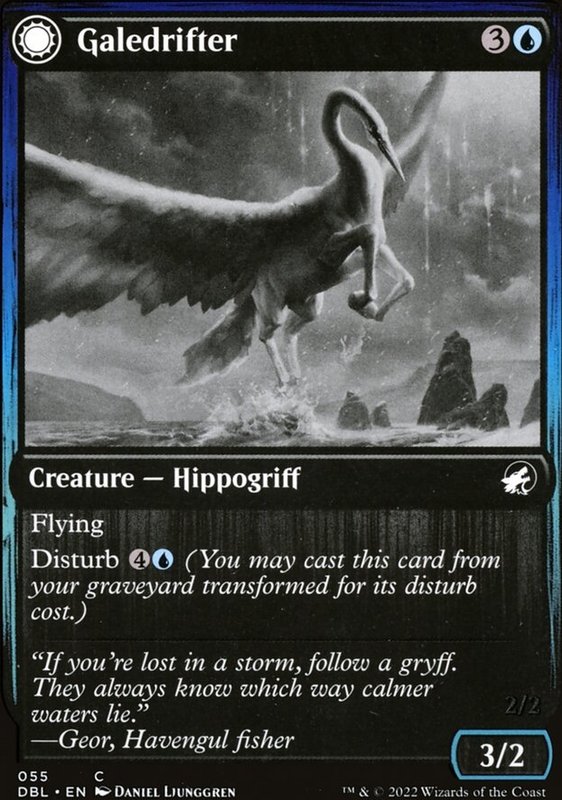 Galedrifter 3
Creature — Hippogriff
Flying
Disturb 4 (You may cast this card from
your graveyard transformed for its disturb
cost.)
“If you’re lost in a storm, follow a gryff.
They always know which way calmer
waters lie.”
—Geor, Havengul fisher
2/2
3/2
055 C
DBL • EN Daniel Ljunggren
™ & © 2022 Wizards of the Coast